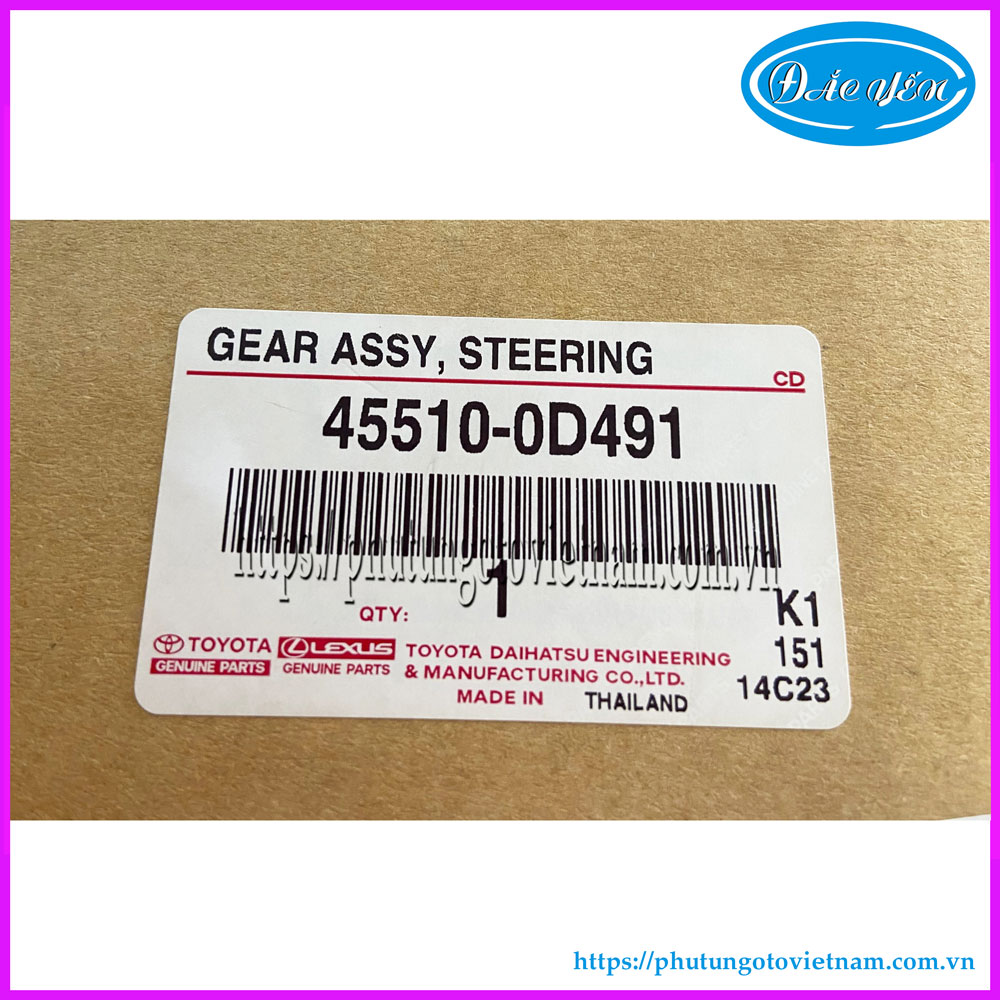 ĐẮC YẾN
GEAR ASSY, STEERING
CD
45510-0D491
https://phutungotovietnam.com.vn
QTY: 1
K1
151
14C23
TOYOTA
GENUINE PARTS
LEXUS
GENUINE PARTS
TOYOTA DAIHATSU ENGINEERING
& MANUFACTURING CO.,LTD.
MADE IN THAILAND
https://phutungotovietnam.com.vn